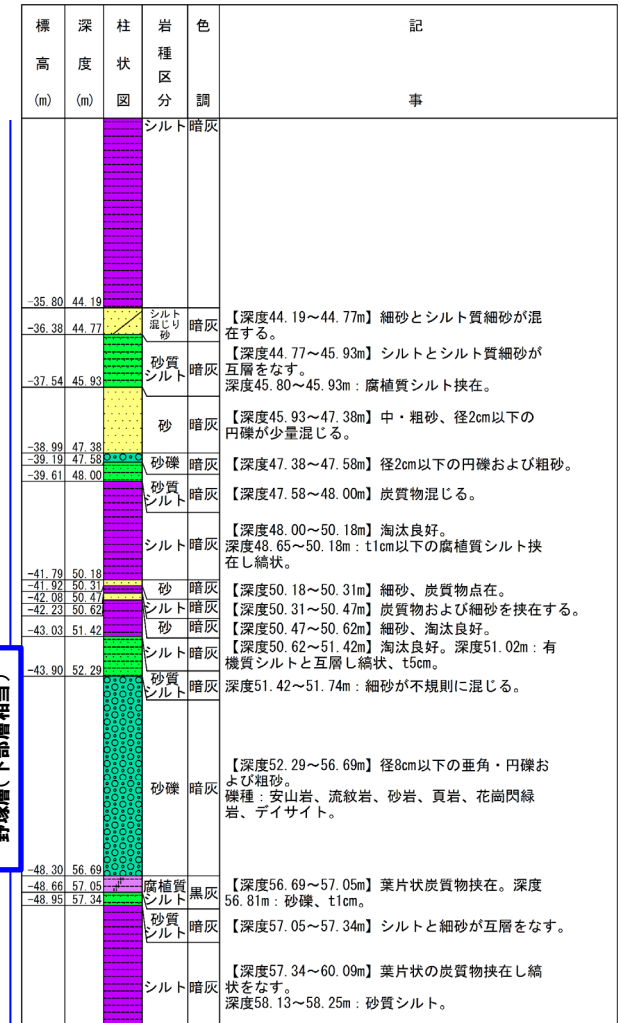 標高(m) 深度(m) 柱状図 岩種区分 色調 記事
シルト 暗灰
-35.80 44.19
シルト混じり砂 暗灰 【深度44.19～44.77m】細砂とシルト質細砂が混
在する。
-36.38 44.77
砂質シルト 暗灰 【深度44.77～45.93m】シルトとシルト質細砂が
互層をなす。
深度45.80～45.93m：腐植質シルト挟在。
-37.54 45.93
砂 暗灰 【深度45.93～47.38m】中・粗砂、径2cm以下の
円礫が少量混じる。
-38.99 47.38
-39.19 47.58
砂礫 暗灰 【深度47.38～47.58m】径2cm以下の円礫および粗砂。
-39.61 48.00
砂質シルト 暗灰 【深度47.58～48.00m】炭質物混じる。
シルト 暗灰 【深度48.00～50.18m】淘汰良好。
深度48.65～50.18m：t1cm以下の腐植質シルト挟
在し縞状。
-41.79 50.18
-41.92 50.31
砂 暗灰 【深度50.18～50.31m】細砂、炭質物点在。
-42.08 50.47
シルト 暗灰 【深度50.31～50.47m】炭質物および細砂を挟在する。
-42.23 50.62
砂 暗灰 【深度50.47～50.62m】細砂、淘汰良好。
-43.03 51.42
シルト 暗灰 【深度50.62～51.42m】淘汰良好。深度51.02m：有
機質シルトと互層し縞状、t5cm。
-43.90 52.29
砂質シルト 暗灰 深度51.42～51.74m：細砂が不規則に混じる。
砂礫 暗灰 【深度52.29～56.69m】径8cm以下の亜角・円礫お
よび粗砂。
礫種：安山岩、流紋岩、砂岩、頁岩、花崗閃緑
岩、デイサイト。
-48.30 56.69
-48.66 57.05
腐植質シルト 黒灰 【深度56.69～57.05m】葉片状炭質物挟在。深度
56.81m：砂礫、t1cm。
-48.95 57.34
砂質シルト 暗灰 【深度57.05～57.34m】シルトと細砂が互層をなす。
シルト 暗灰 【深度57.34～60.09m】葉片状の炭質物挟在し縞
状をなす。
深度58.13～58.25m：砂質シルト。